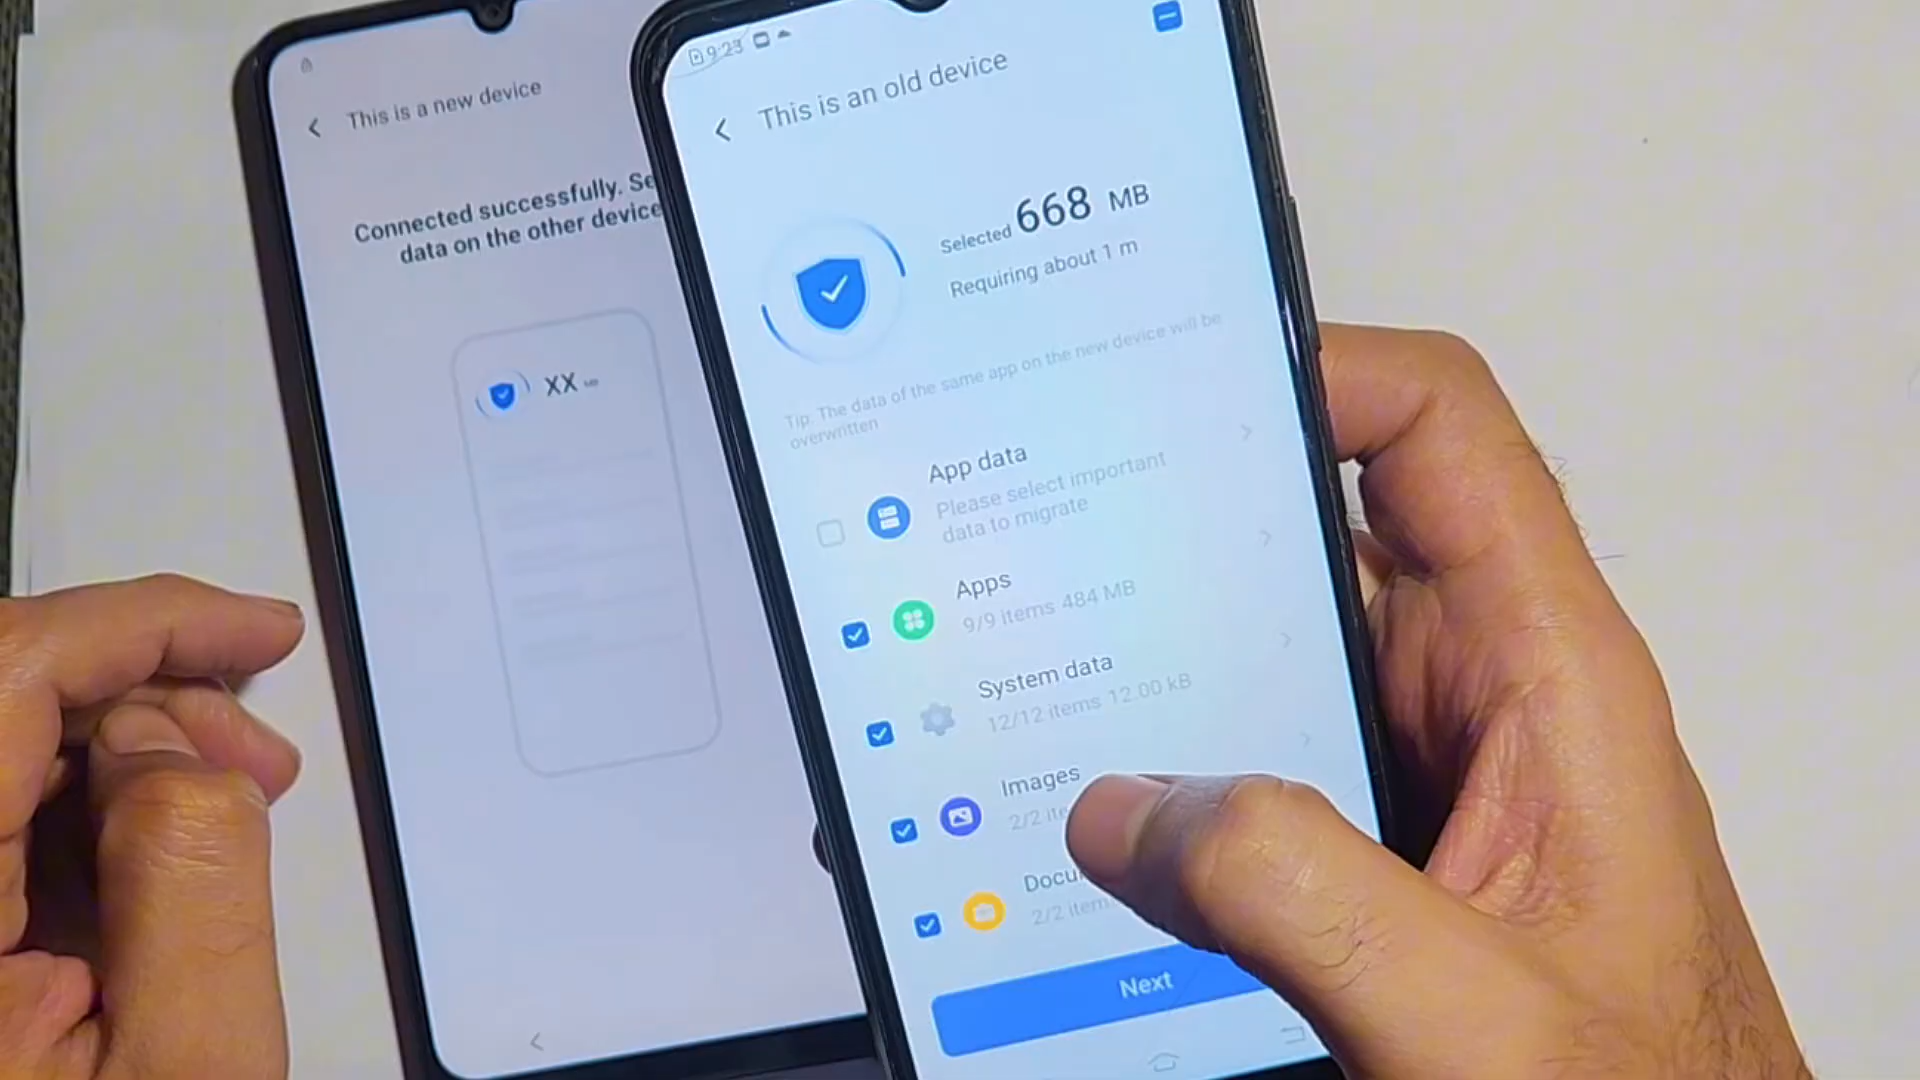 This is a new device
Connected successfully. Se
data on the other device
XX MB
9:23
This is an old device
Selected 668 MB
Requiring about 1 m
Tip: The data of the same app on the new device will be
overwritten
App data
Please select important
data to migrate
Apps
9/9 items 484 MB
System data
12/12 items 12.00 kB
Images
2/2 ite
Docu
2/2 item
Next